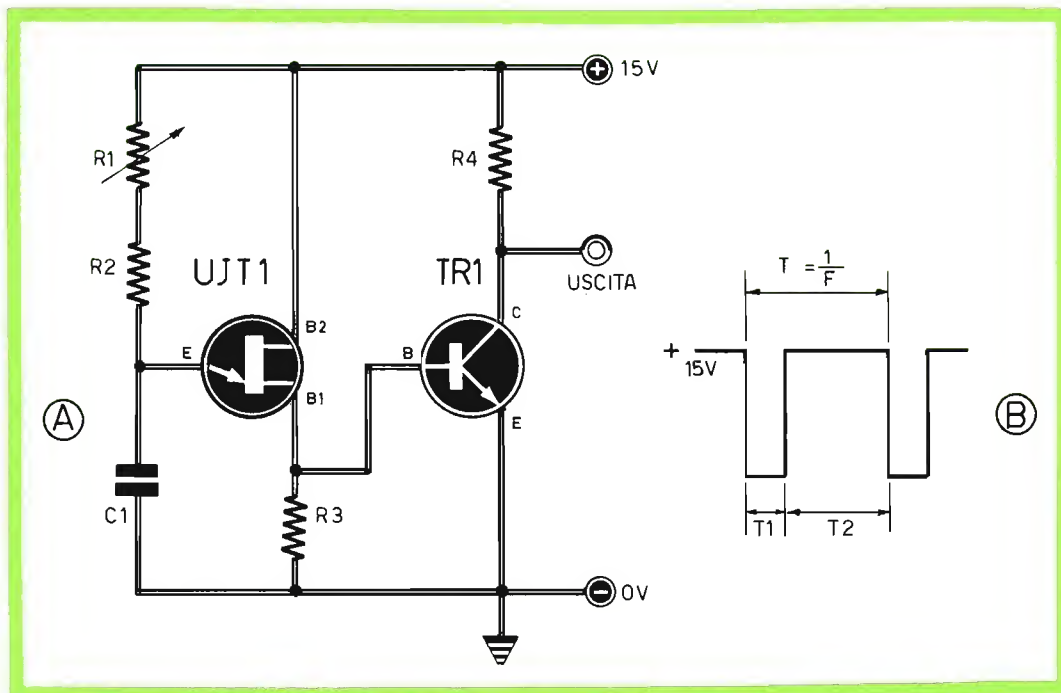 + 15V
R1
R4
R2
UJT1
TR1
USCITA
T = 1/F
B2
C
E
B
B1
E
+
15V
A
B
C1
R3
T1
T2
- 0V